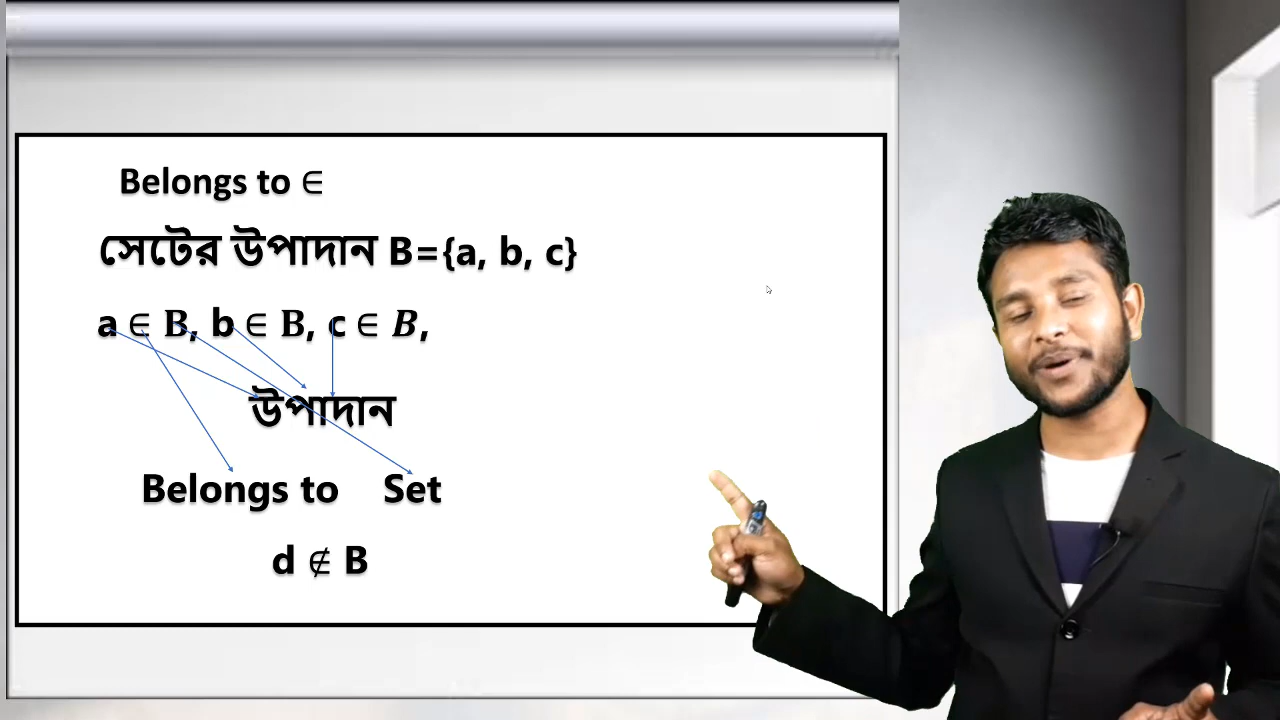 Belongs to ∈
সেটের উপাদান B={a, b, c}
a ∈ B, b ∈ B, c ∈ B,
উপাদান
Belongs to Set
d ∉ B